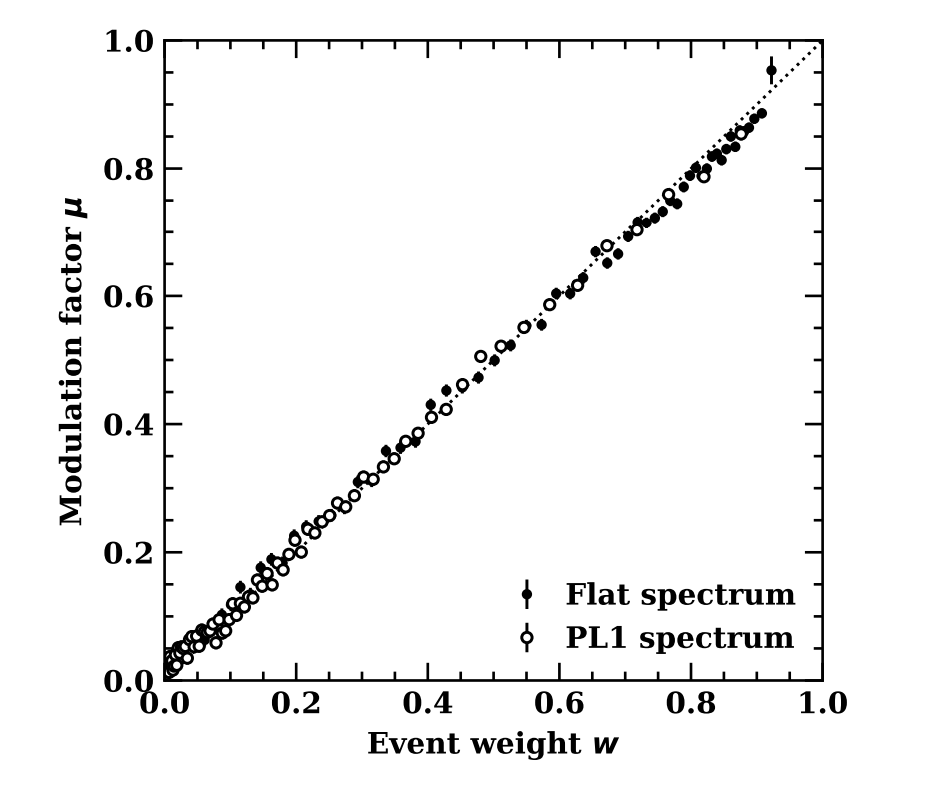 1.0
0.8
0.6
0.4
0.2
0.0
Modulation factor μ
Flat spectrum
PL1 spectrum
0.0 0.2 0.4 0.6 0.8 1.0
Event weight w